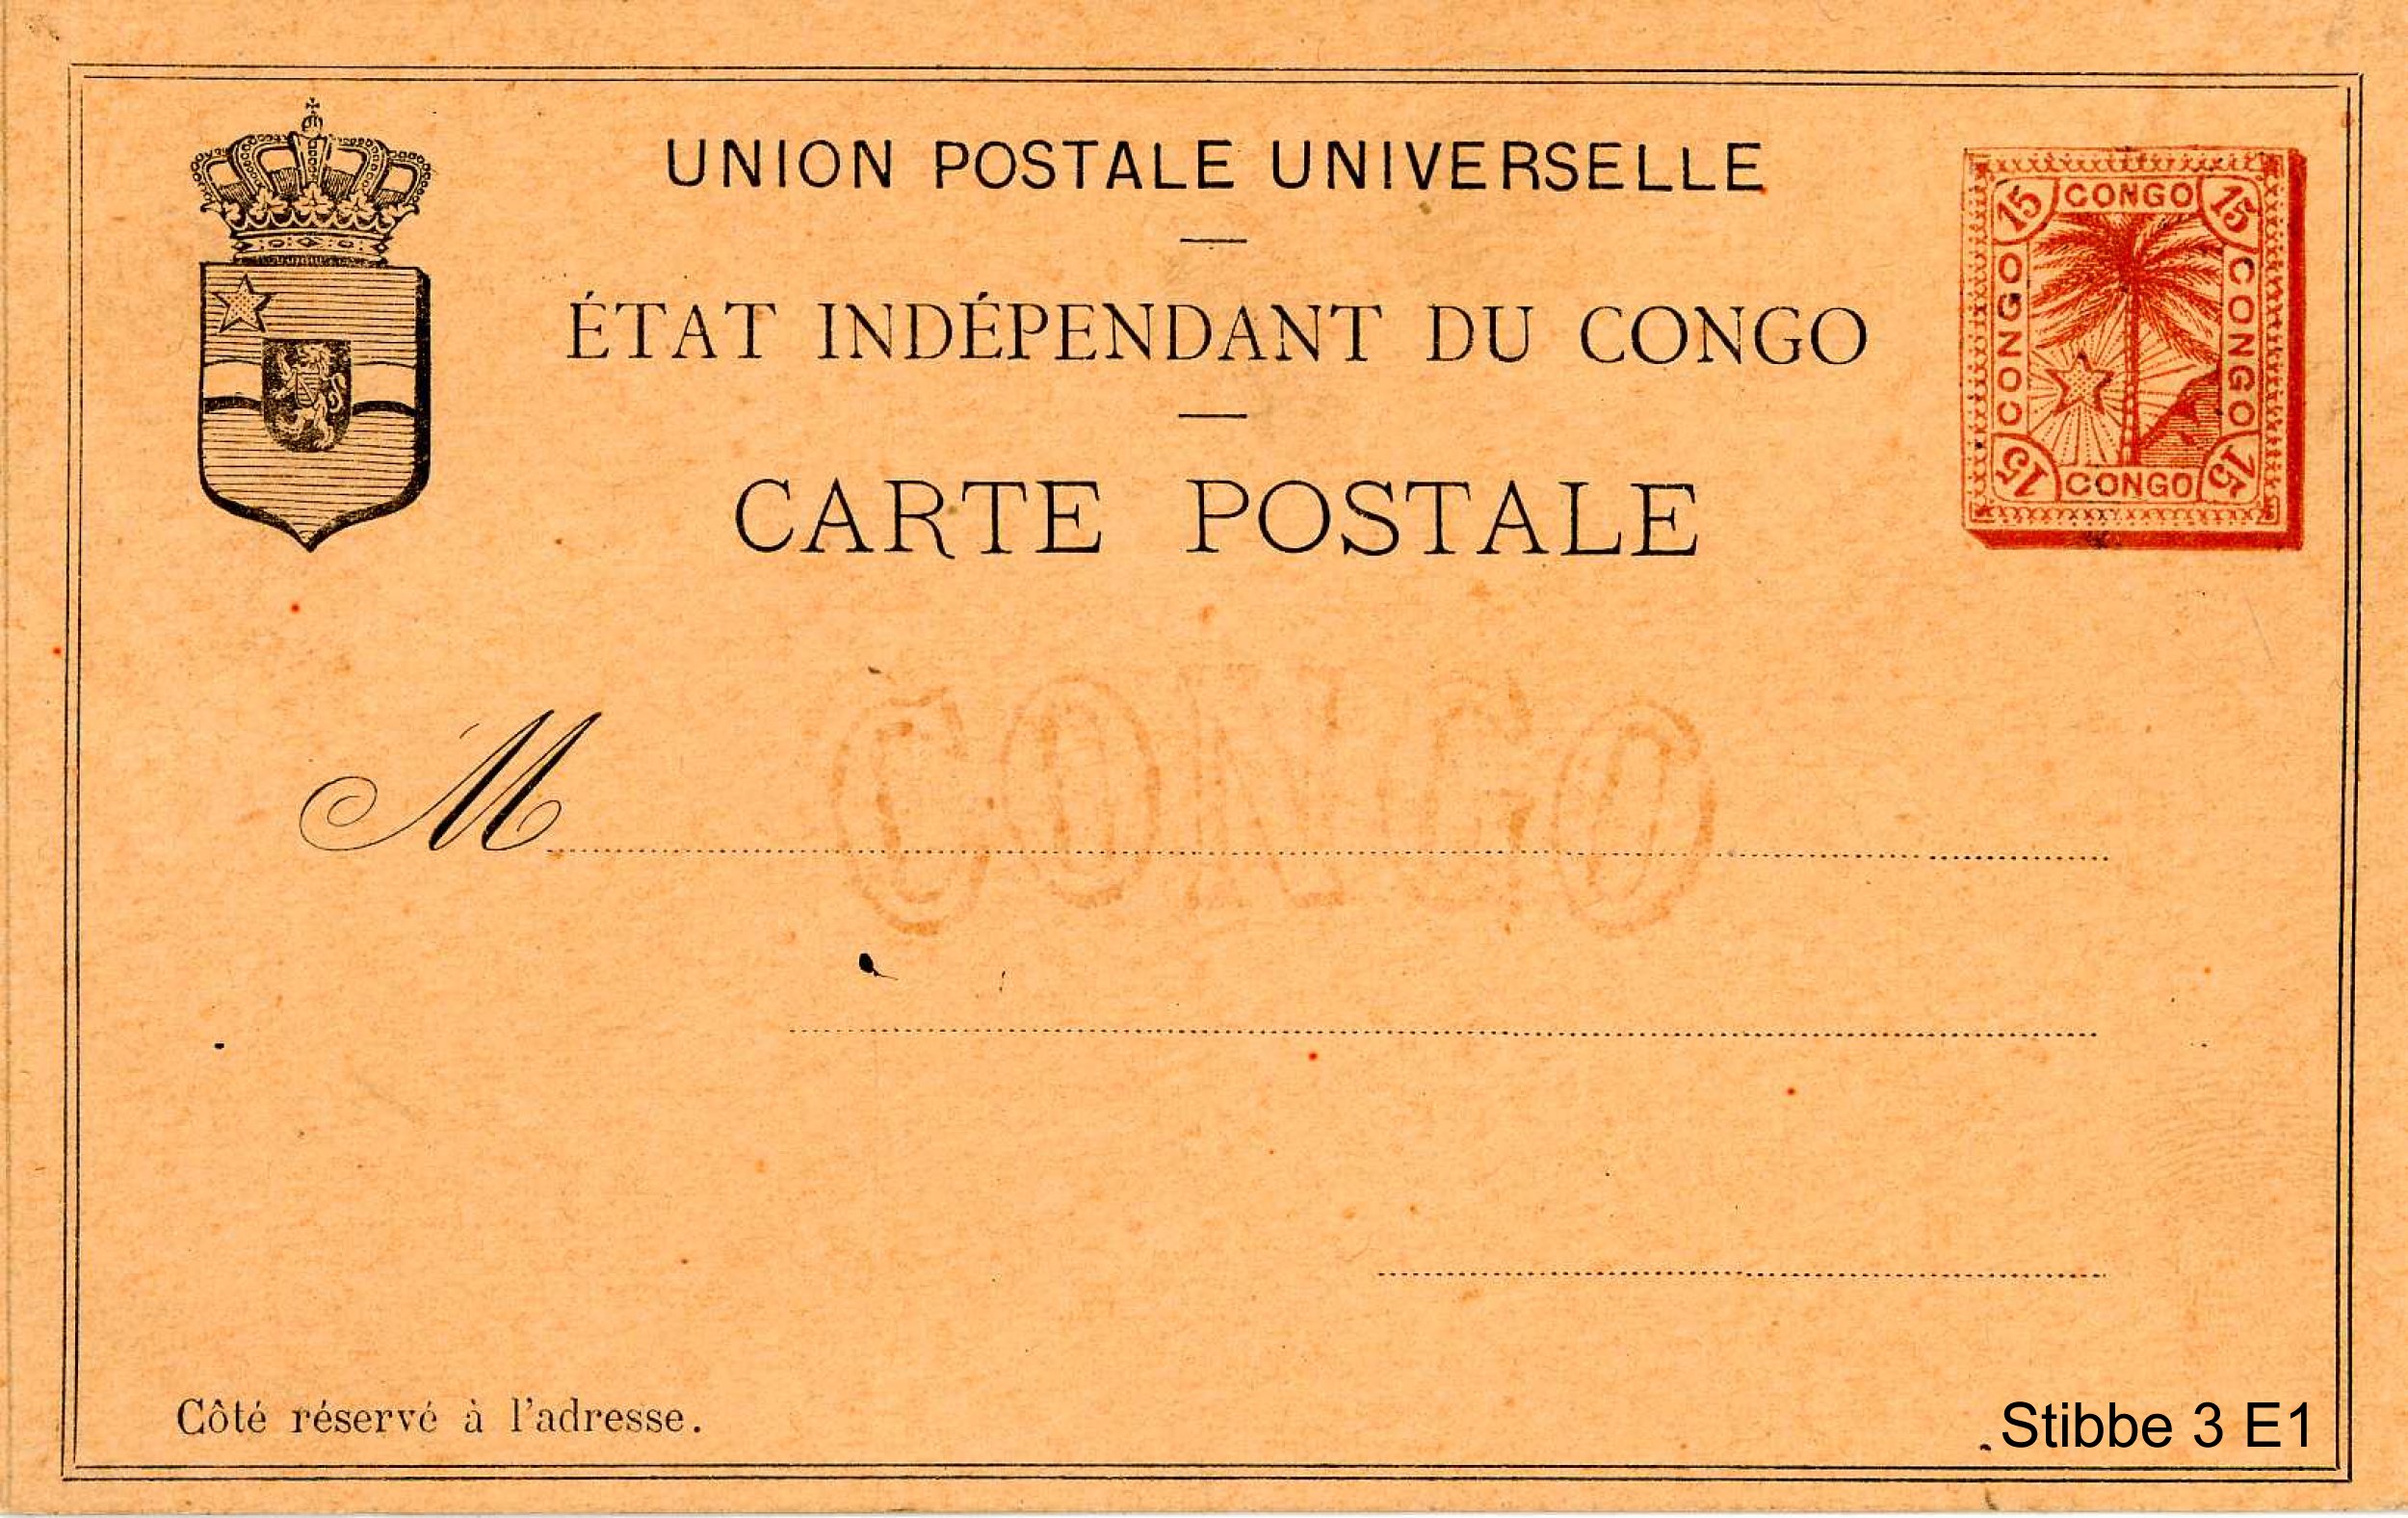 UNION POSTALE UNIVERSELLE
ÉTAT INDÉPENDANT DU CONGO
CARTE POSTALE
15 CONGO 15
CONGO
CONGO
15 CONGO 15
CONGO
M
Côté réservé à l'adresse.
Stibbe 3 E1